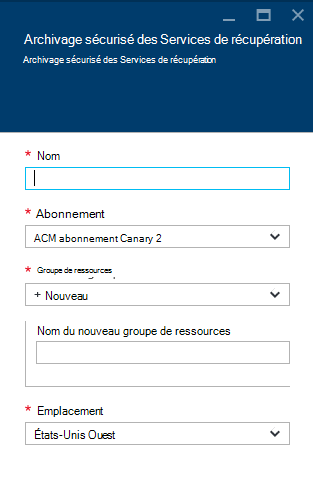 Archivage sécurisé des Services de récupération
Archivage sécurisé des Services de récupération
* Nom
* Abonnement
ACM abonnement Canary 2
* Groupe de ressources
+ Nouveau
Nom du nouveau groupe de ressources
* Emplacement
États-Unis Ouest